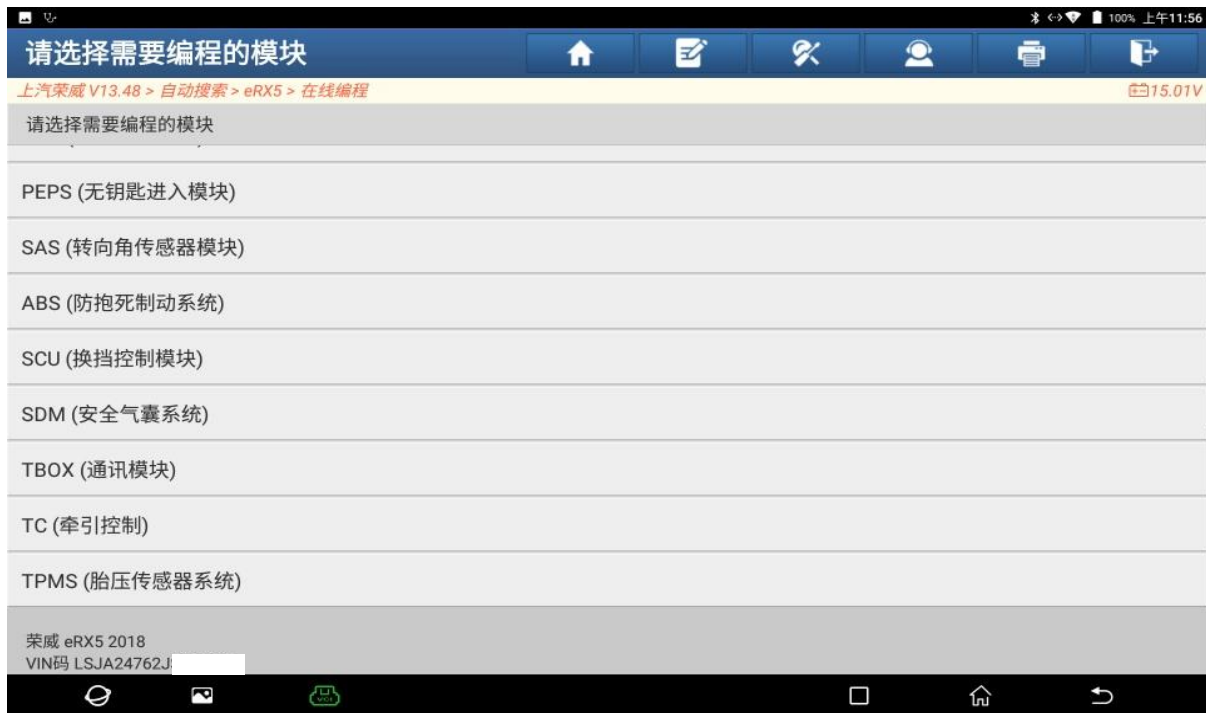 100% 上午11:56
请选择需要编程的模块
上汽荣威 V13.48 > 自动搜索 > eRX5 > 在线编程
15.01V
请选择需要编程的模块
PEPS (无钥匙进入模块)
SAS (转向角传感器模块)
ABS (防抱死制动系统)
SCU (换挡控制模块)
SDM (安全气囊系统)
TBOX (通讯模块)
TC (牵引控制)
TPMS (胎压传感器系统)
荣威 eRX5 2018
VIN码 LSJA24762J